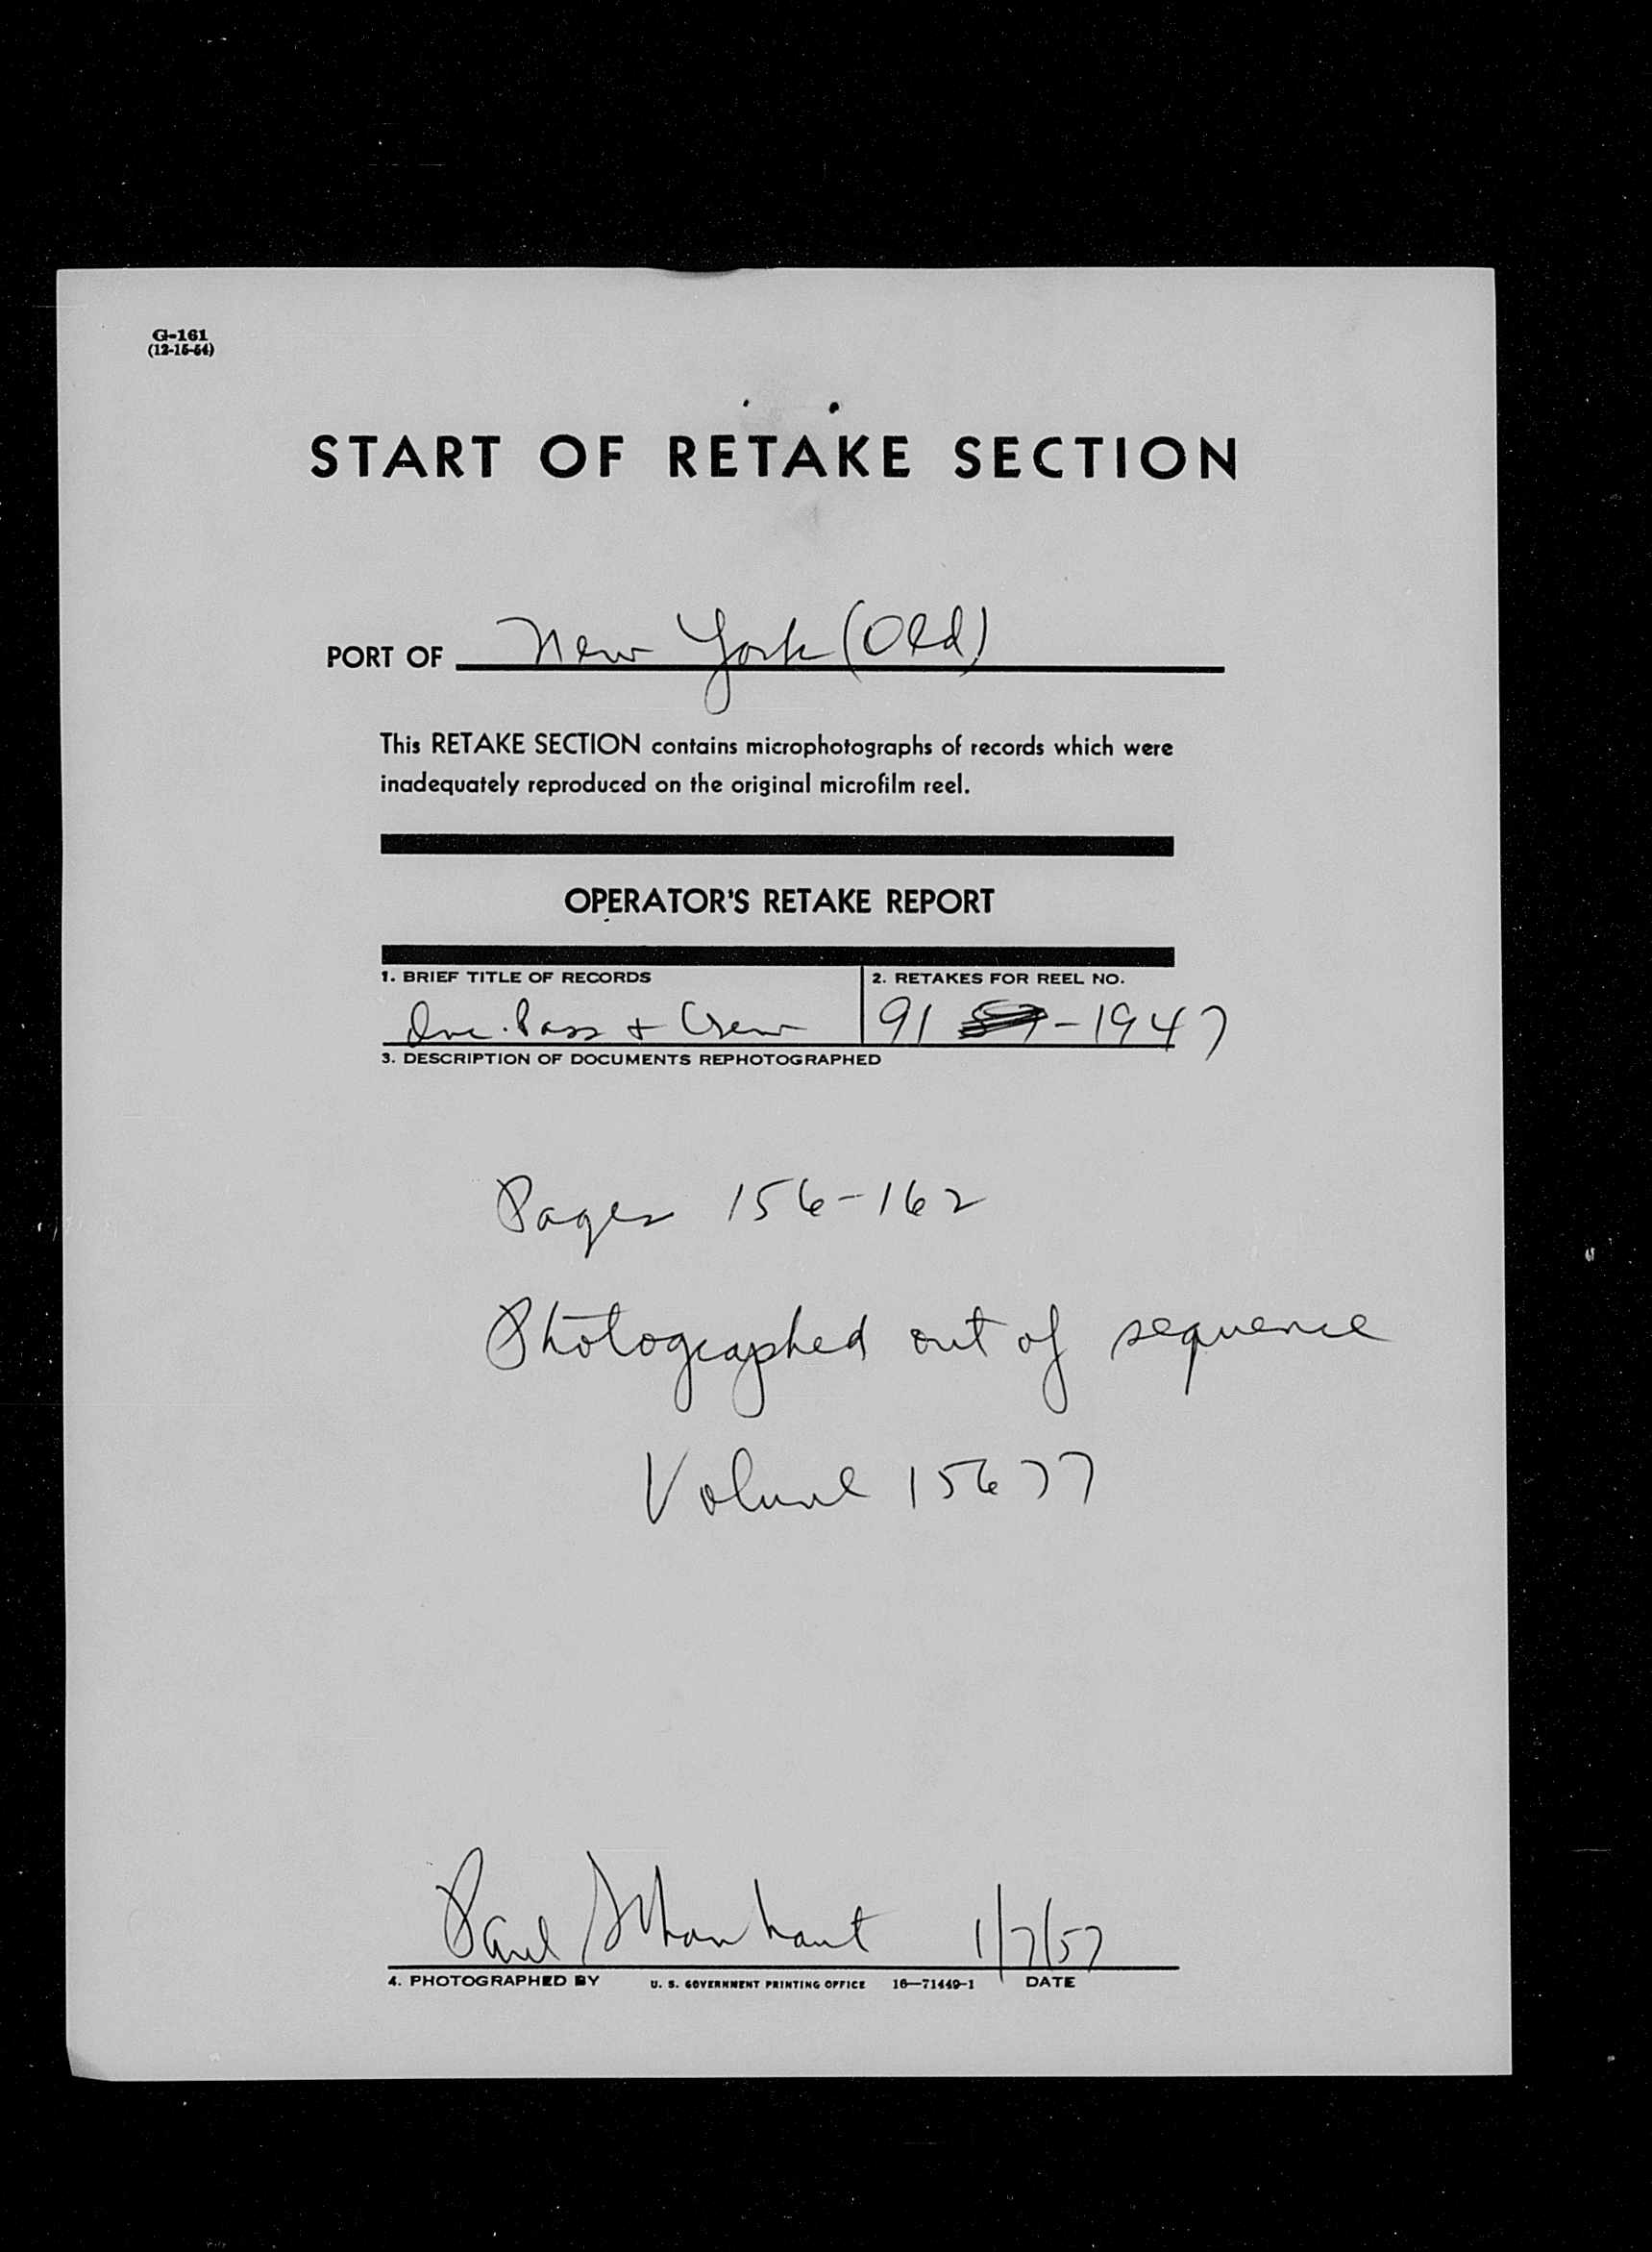 G-161
(12-15-54)
START OF RETAKE SECTION
PORT OF New York (Old)
This RETAKE SECTION contains microphotographs of records which were
inadequately reproduced on the original microfilm reel.
OPERATOR'S RETAKE REPORT
1. BRIEF TITLE OF RECORDS 2. RETAKES FOR REEL NO.
Pass + Crew 91 -1947
3. DESCRIPTION OF DOCUMENTS REPHOTOGRAPHED
Pages 156-162
Photographed out of sequence
Volume 15677
Paul 1/7/57
4. PHOTOGRAPHED BY U. S. GOVERNMENT PRINTING OFFICE 16—71449-1 DATE